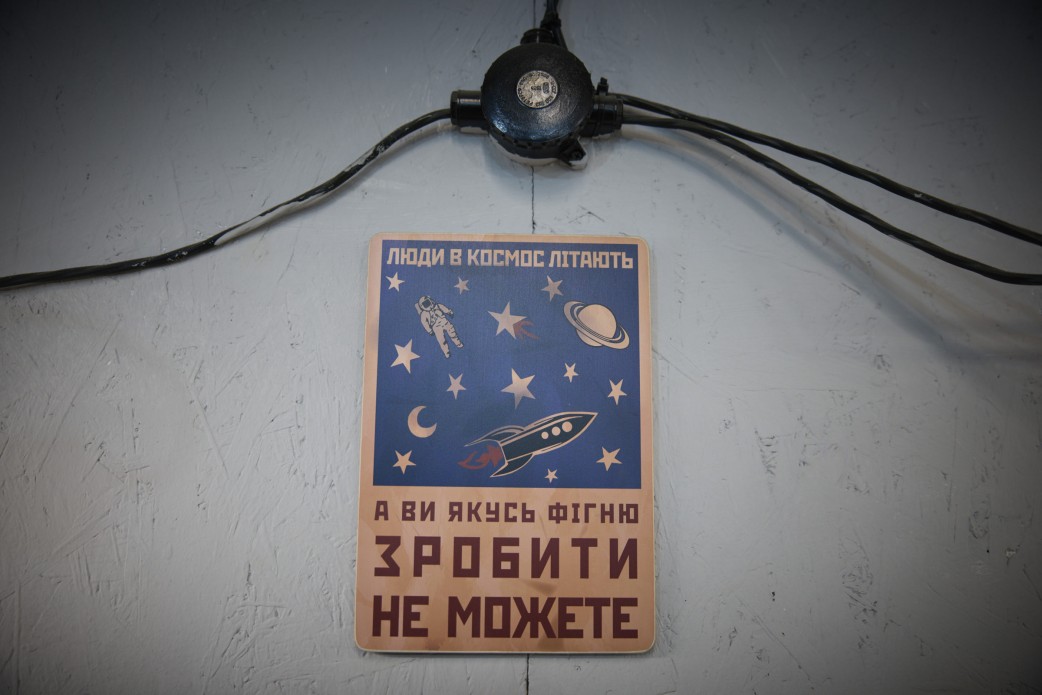 ЛЮДИ В КОСМОС ЛІТАЮТЬ
А ВИ ЯКУСЬ ФІГНЮ
ЗРОБИТИ
НЕ МОЖЕТЕ